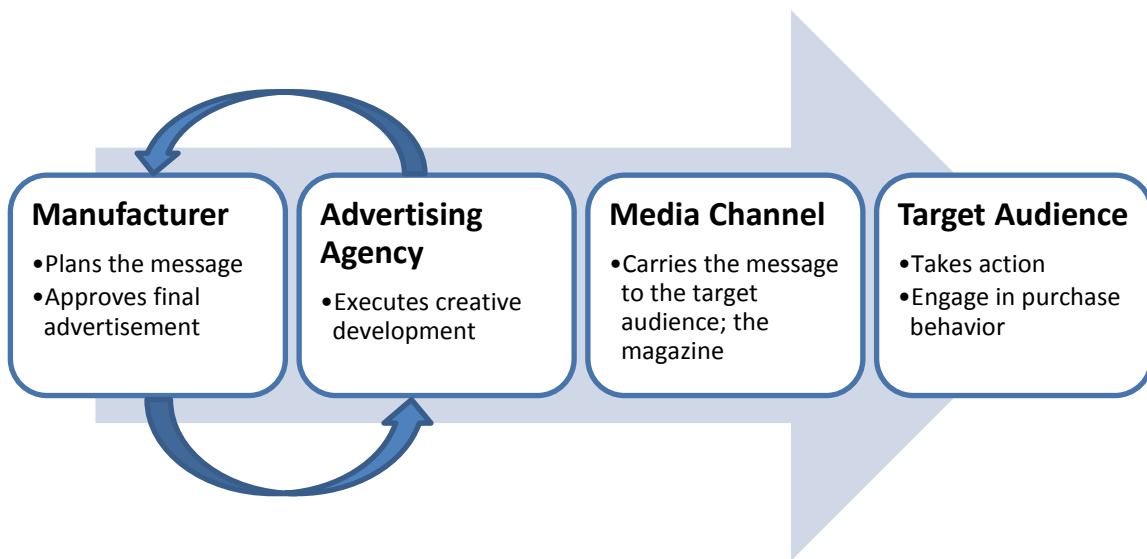 Manufacturer
•Plans the message
•Approves final
advertisement
Advertising
Agency
•Executes creative
development
Media Channel
•Carries the message
to the target
audience; the
magazine
Target Audience
•Takes action
•Engage in purchase
behavior